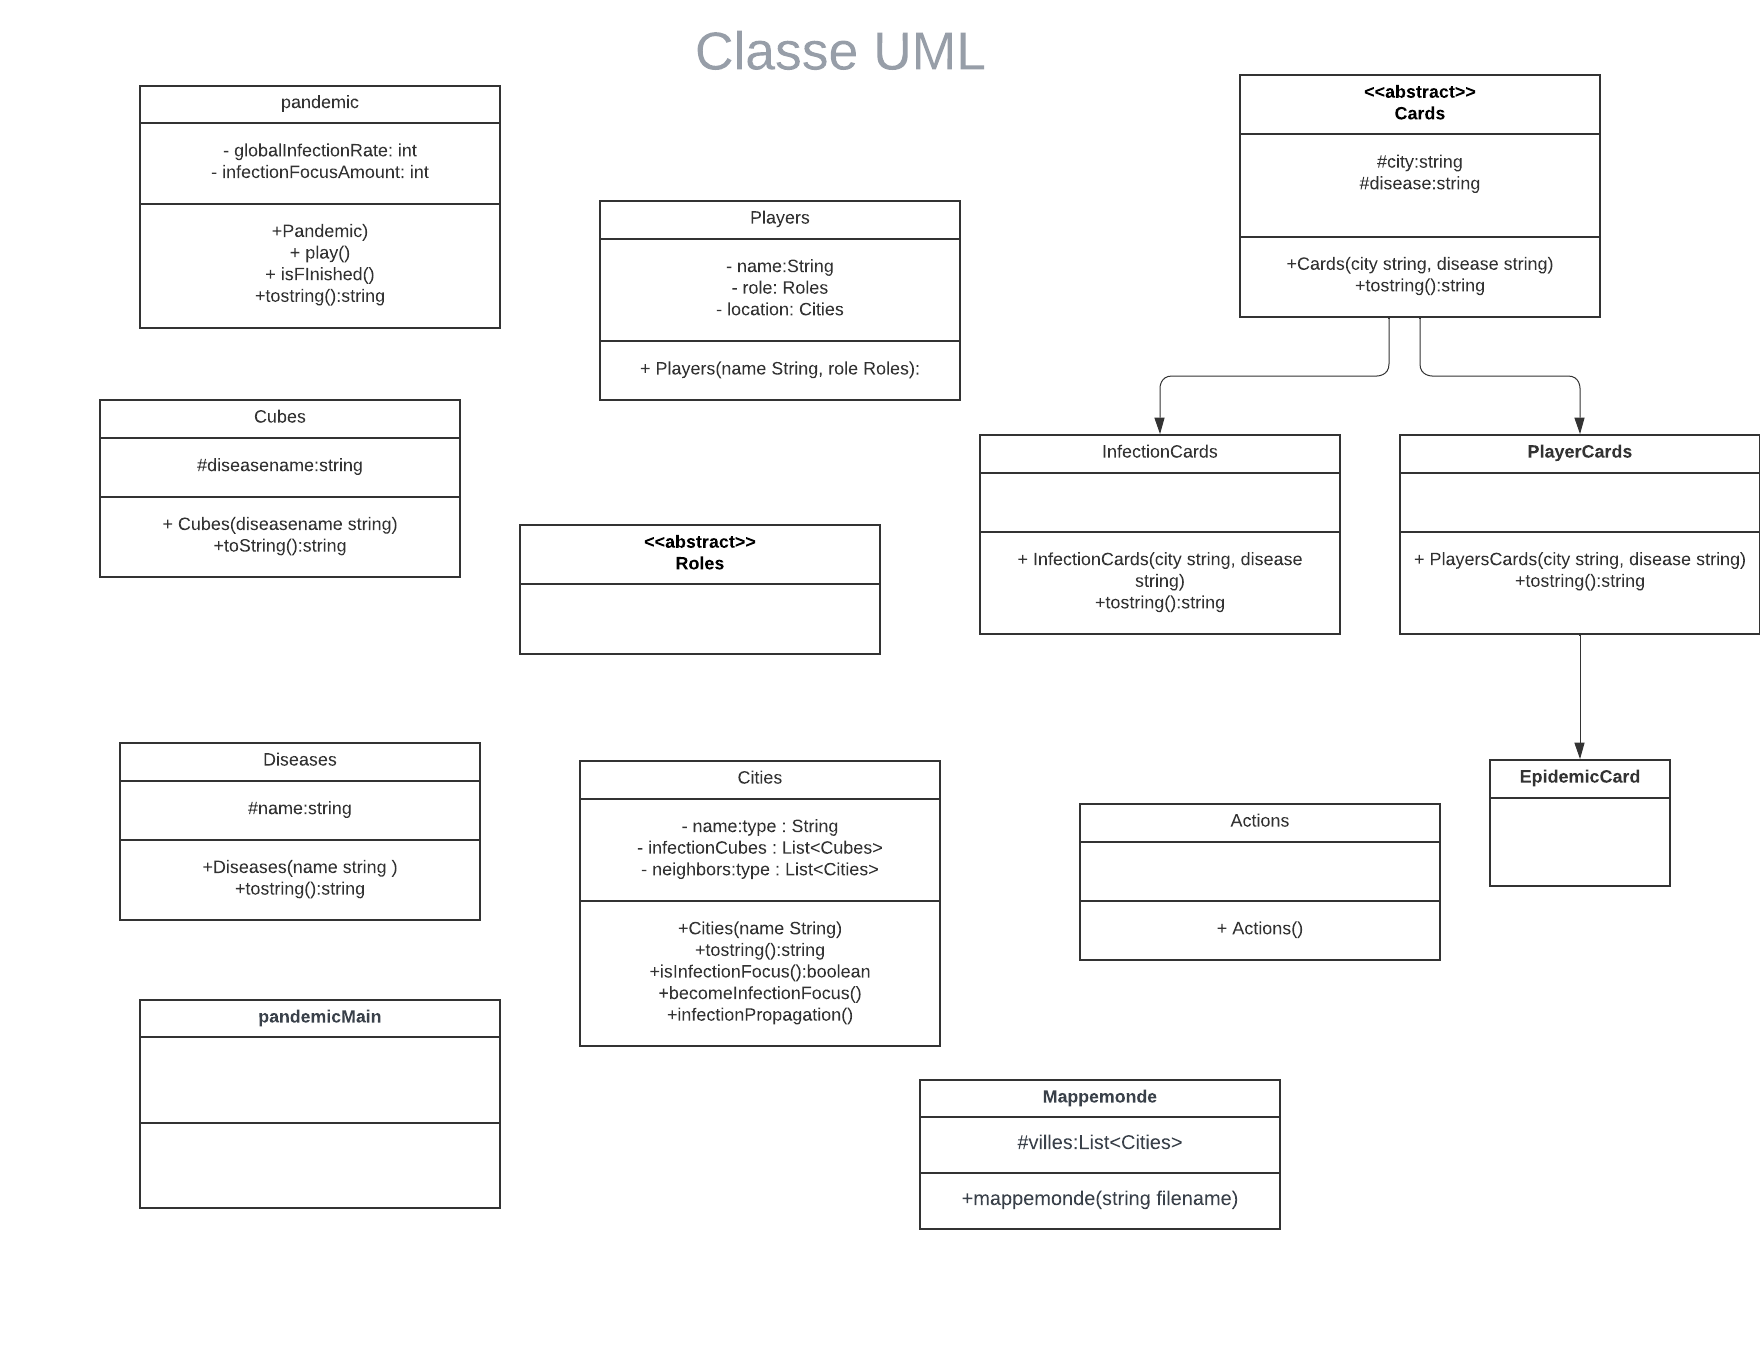 Classe UML
pandemic
- globalInfectionRate: int
- infectionFocusAmount: int
+Pandemic)
+ play()
+ isFInished()
+tostring():string
Players
- name:String
- role: Roles
- location: Cities
+ Players(name String, role Roles):
<<abstract>>
Cards
#city:string
#disease:string
+Cards(city string, disease string)
+tostring():string
Cubes
#diseasename:string
+ Cubes(diseasename string)
+toString():string
<<abstract>>
Roles
InfectionCards
+ InfectionCards(city string, disease
string)
+tostring():string
PlayerCards
+ PlayersCards(city string, disease string)
+tostring():string
Diseases
#name:string
+Diseases(name string )
+tostring():string
Cities
- name:type : String
- infectionCubes : List<Cubes>
- neighbors:type : List<Cities>
+Cities(name String)
+tostring():string
+isInfectionFocus():boolean
+becomeInfectionFocus()
+infectionPropagation()
Actions
+ Actions()
EpidemicCard
pandemicMain
Mappemonde
#villes:List<Cities>
+mappemonde(string filename)